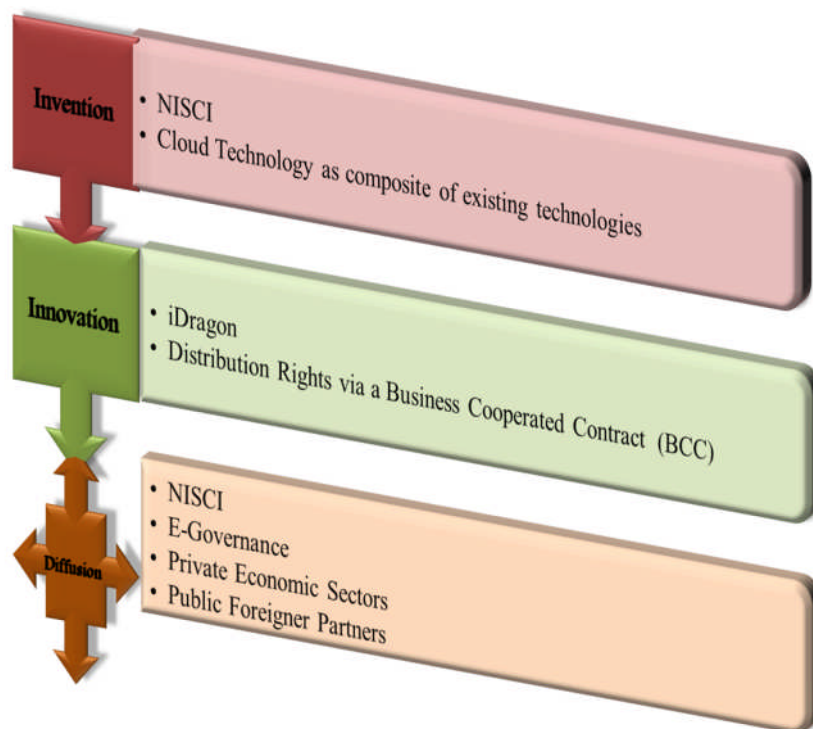 Invention
• NISCI
• Cloud Technology as composite of existing technologies
Innovation
• iDragon
• Distribution Rights via a Business Cooperated Contract (BCC)
Diffusion
• NISCI
• E-Governance
• Private Economic Sectors
• Public Foreigner Partners